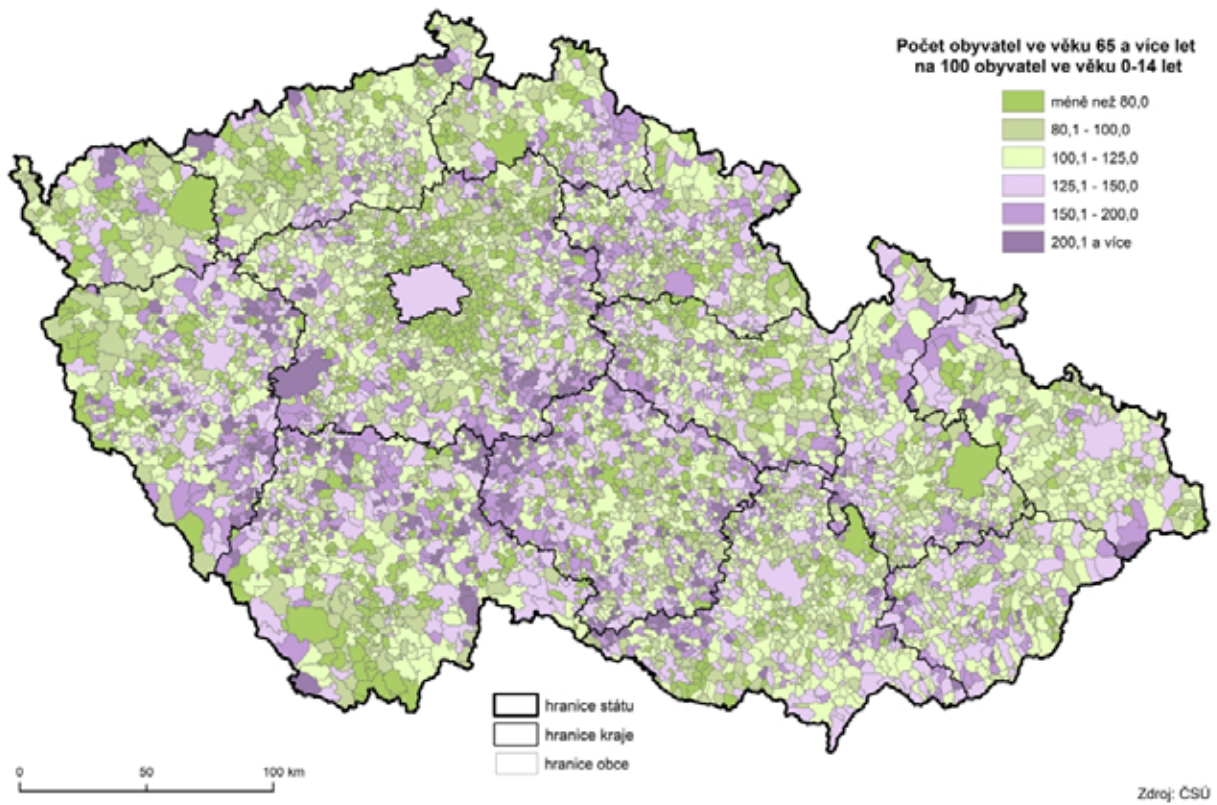 Počet obyvatel ve věku 65 a více let
na 100 obyvatel ve věku 0-14 let
méně než 80,0
80,1 - 100,0
100,1 - 125,0
125,1 - 150,0
150,1 - 200,0
200,1 a více
hranice státu
hranice kraje
hranice obce
0 50 100 km
Zdroj: ČSÚ